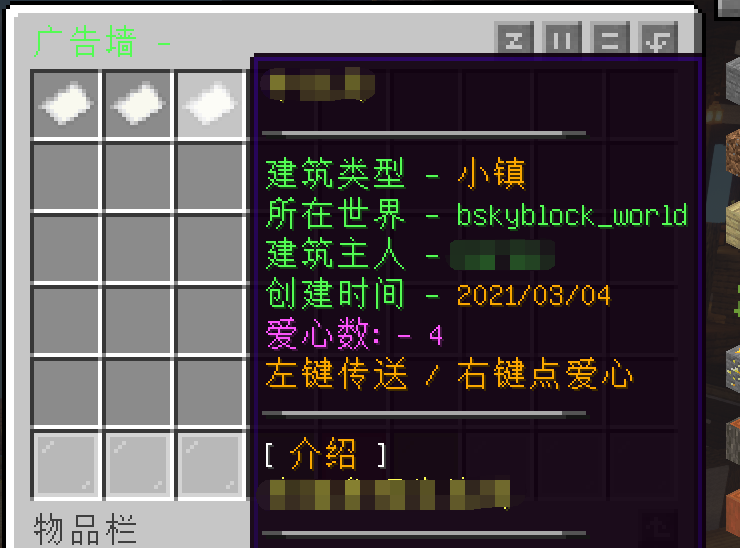 广告墙 -
建筑类型 - 小镇
所在世界 - bskyblock_world
建筑主人 -
创建时间 - 2021/03/04
爱心数: - 4
左键传送 / 右键点爱心
[ 介绍 ]
物品栏